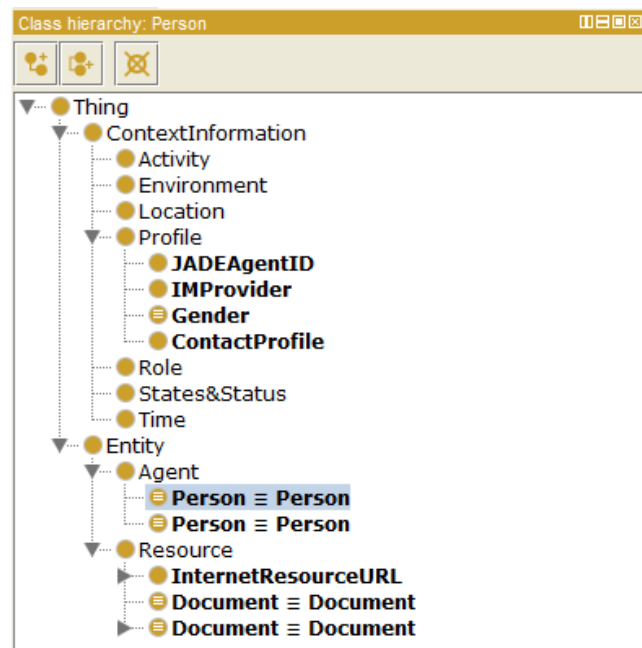 Class hierarchy: Person
Thing
ContextInformation
Activity
Environment
Location
Profile
JADEAgentID
IMProvider
Gender
ContactProfile
Role
States&Status
Time
Entity
Agent
Person ≡ Person
Person ≡ Person
Resource
InternetResourceURL
Document ≡ Document
Document ≡ Document